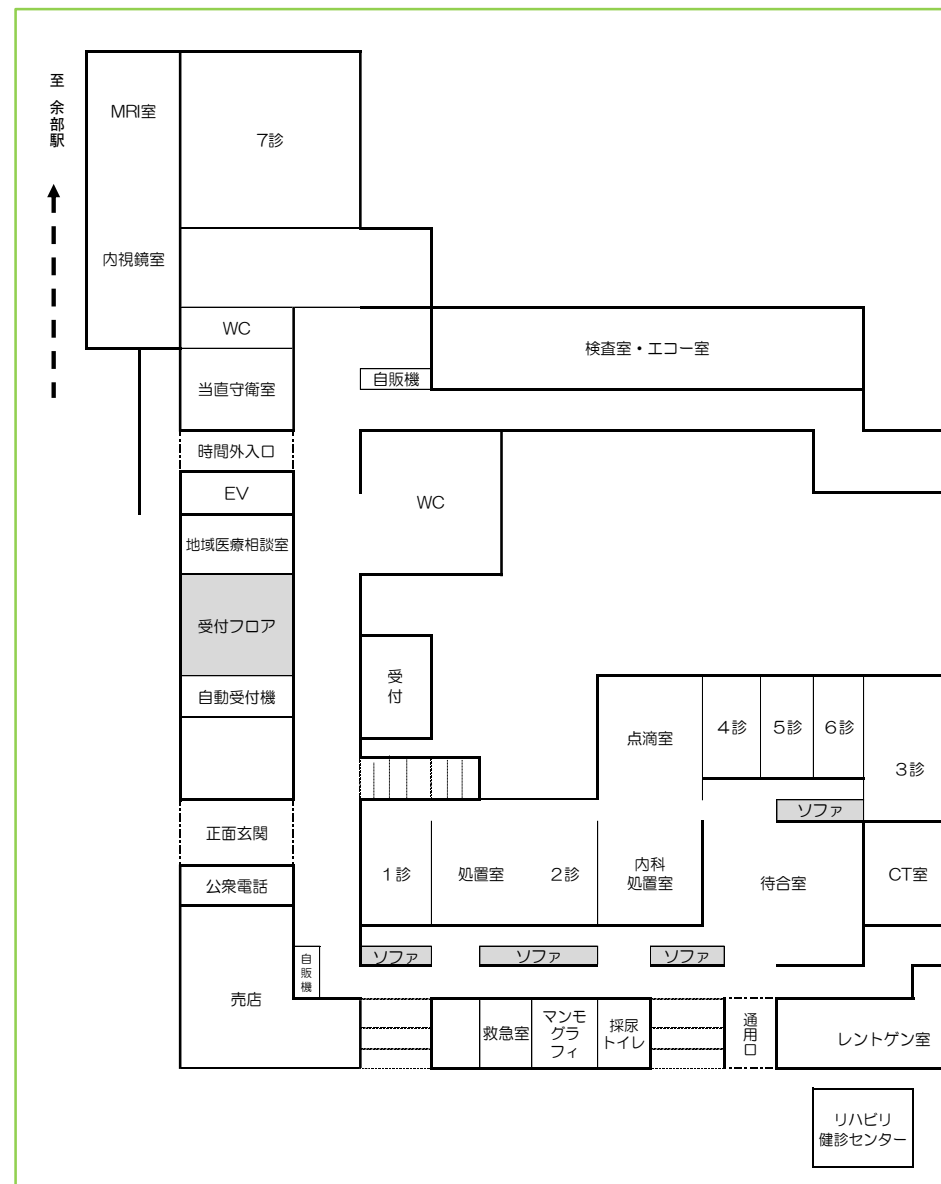 至 余部駅
MRI室
7診
内視鏡室
WC
検査室・エコー室
自販機
当直守衛室
時間外入口
EV
WC
地域医療相談室
受付フロア
受付
自動受付機
点滴室
4診
5診
6診
3診
ソファ
正面玄関
1診
処置室
2診
内科
処置室
待合室
CT室
公衆電話
ソファ
ソファ
ソファ
自販機
売店
救急室
マンモ
グラ
フィ
採尿
トイレ
通用口
レントゲン室
リハビリ
健診センター